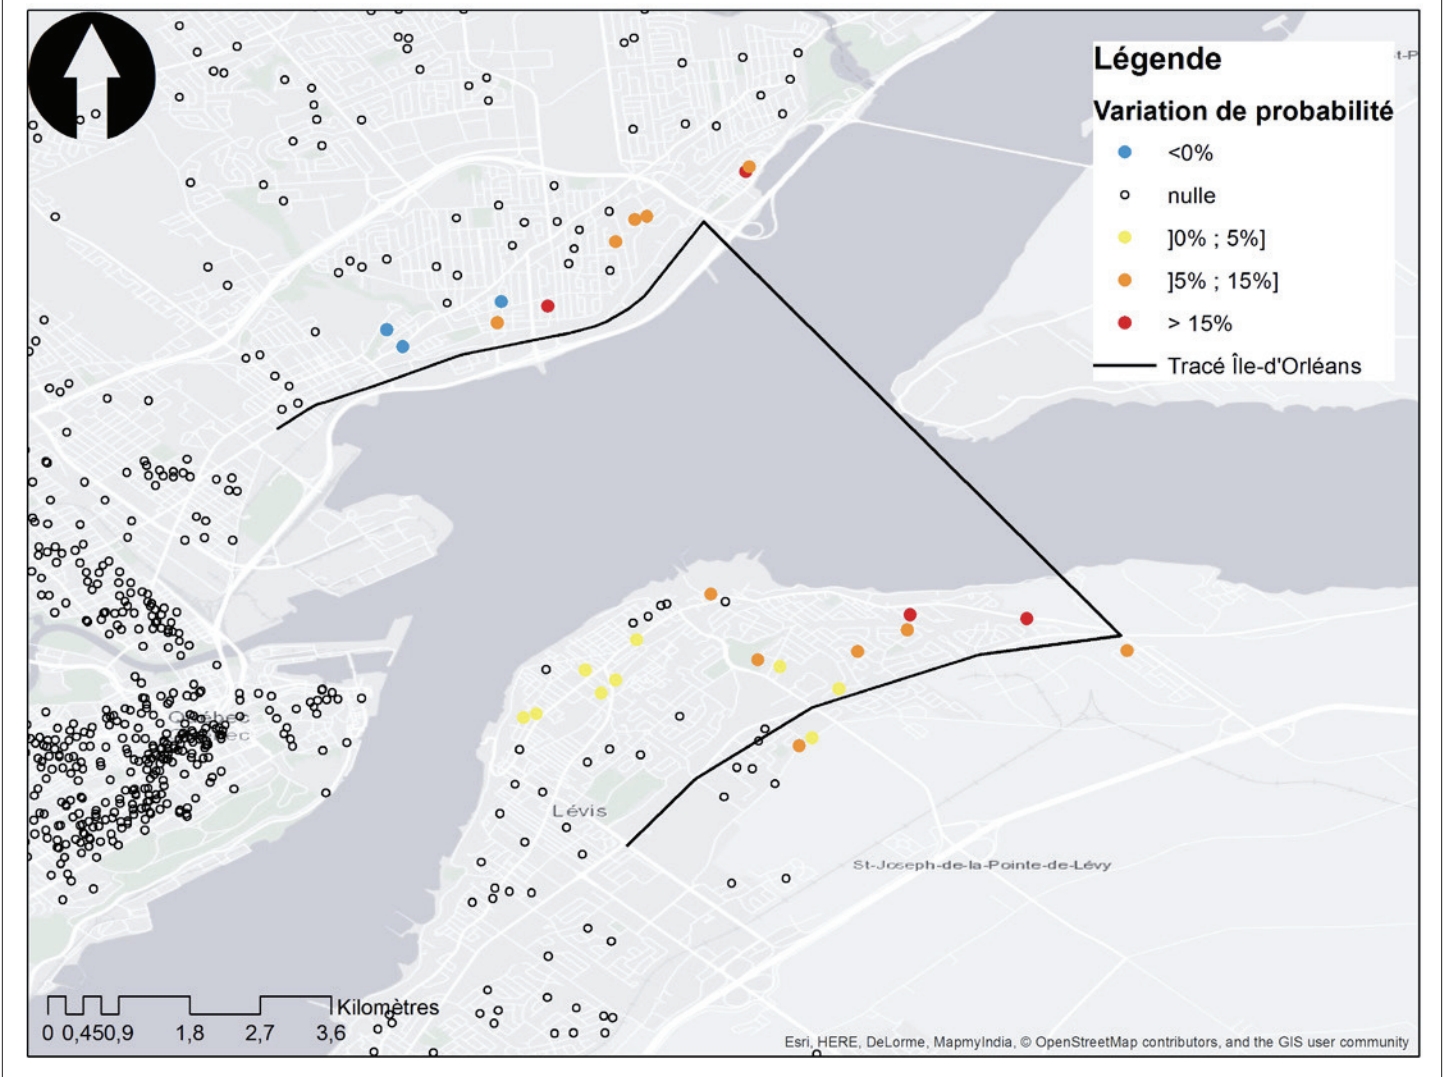 t-P
Légende
Variation de probabilité
<0%
nulle
]0% ; 5%]
]5% ; 15%]
> 15%
Tracé Île-d'Orléans
Québec
Lévis
St-Joseph-de-la-Pointe-de-Lévy
Kilomètres
0 0,450,9 1,8 2,7 3,6
Esri, HERE, DeLorme, MapmyIndia, © OpenStreetMap contributors, and the GIS user community